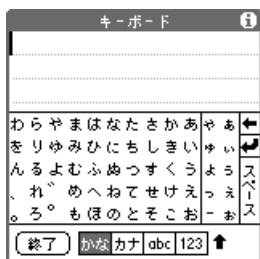 キーボード
わらやまはなたさかあゃぁ
をりゆみひにちしきいゅぃ
んるよむふぬつすくうょぅ
、れ゛めへねてせけえっぇ
。ろ゜もほのとそこおーぉ
スペース
終了 かな カナ abc 123